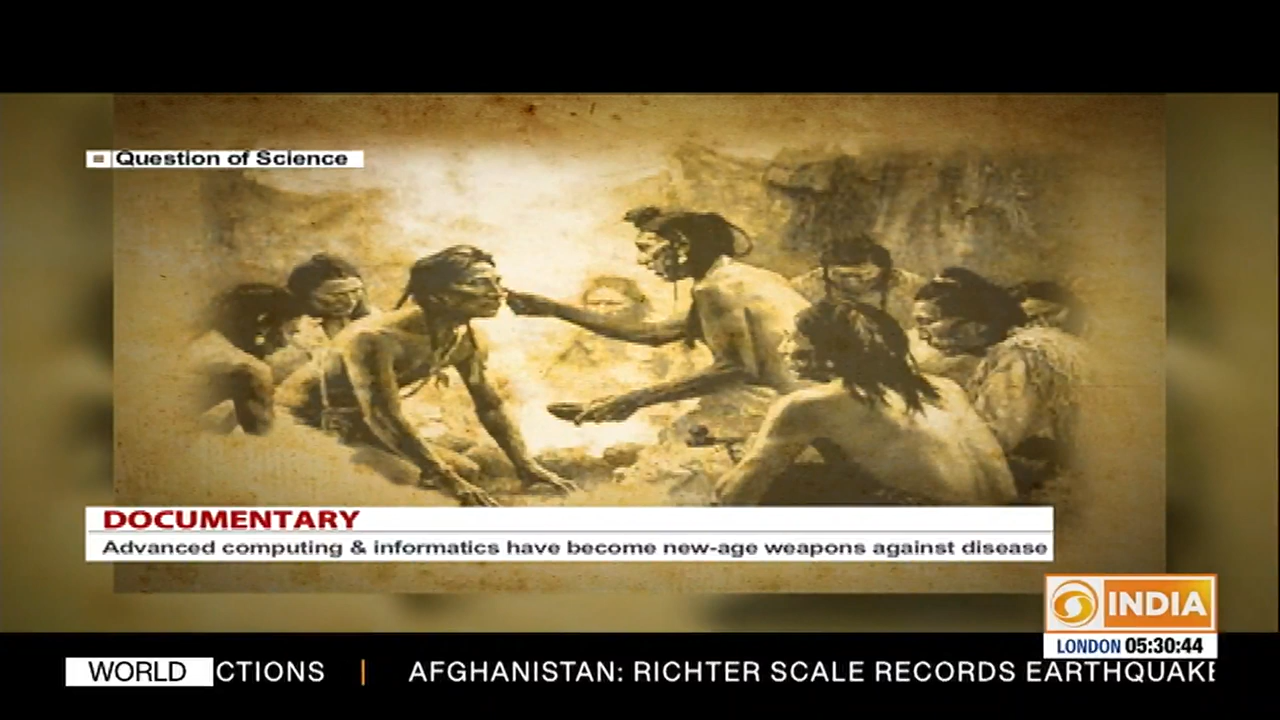 Question of Science
DOCUMENTARY
Advanced computing & informatics have become new-age weapons against disease
INDIA
LONDON 05:30:44
WORLD
CTIONS | AFGHANISTAN: RICHTER SCALE RECORDS EARTHQUAKE